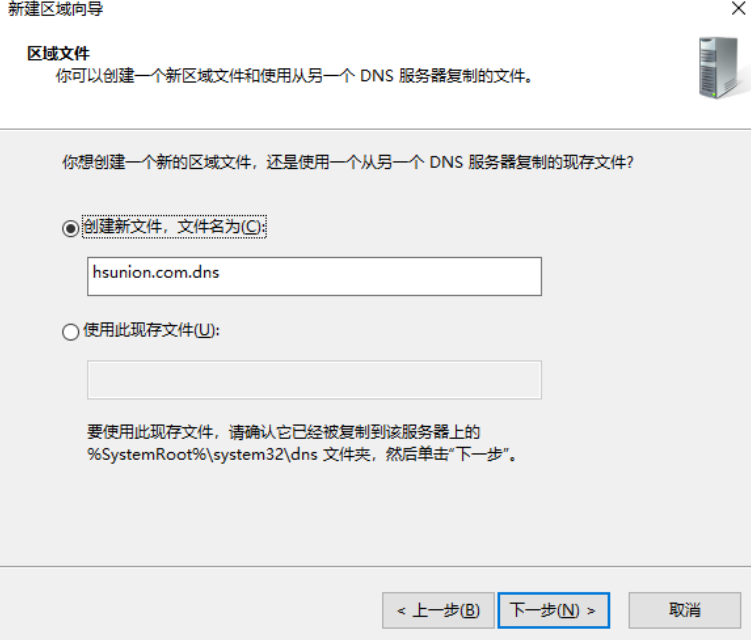 新建区域向导
区域文件
你可以创建一个新区域文件和使用从另一个 DNS 服务器复制的文件。
你想创建一个新的区域文件，还是使用一个从另一个 DNS 服务器复制的现存文件?
创建新文件，文件名为(C):
hsunion.com.dns
使用此现存文件(U):
要使用此现存文件，请确认它已经被复制到该服务器上的
%SystemRoot%\system32\dns 文件夹，然后单击“下一步”。
< 上一步(B)
下一步(N) >
取消